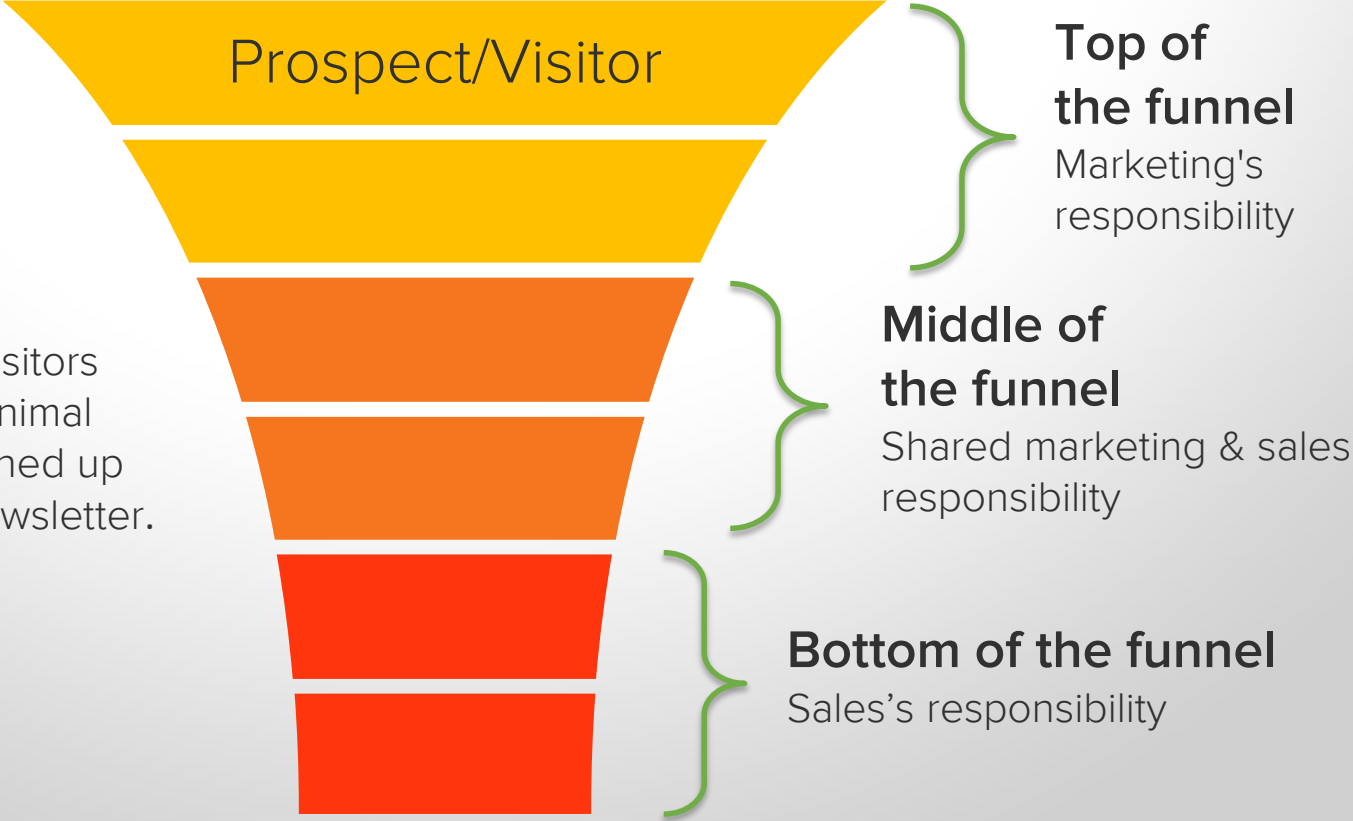 Prospect/Visitor
Top of
the funnel
Marketing's
responsibility
Middle of
the funnel
Shared marketing & sales
responsibility
up
Bottom of the funnel
Sales’s responsibility